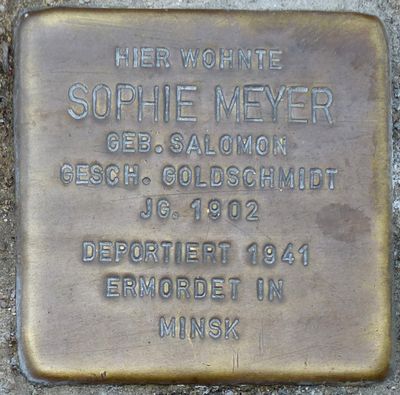 HIER WOHNTE
SOPHIE MEYER
GEB. SALOMON
GESCH. GOLDSCHMIDT
JG. 1902
DEPORTIERT 1941
ERMORDET IN
MINSK